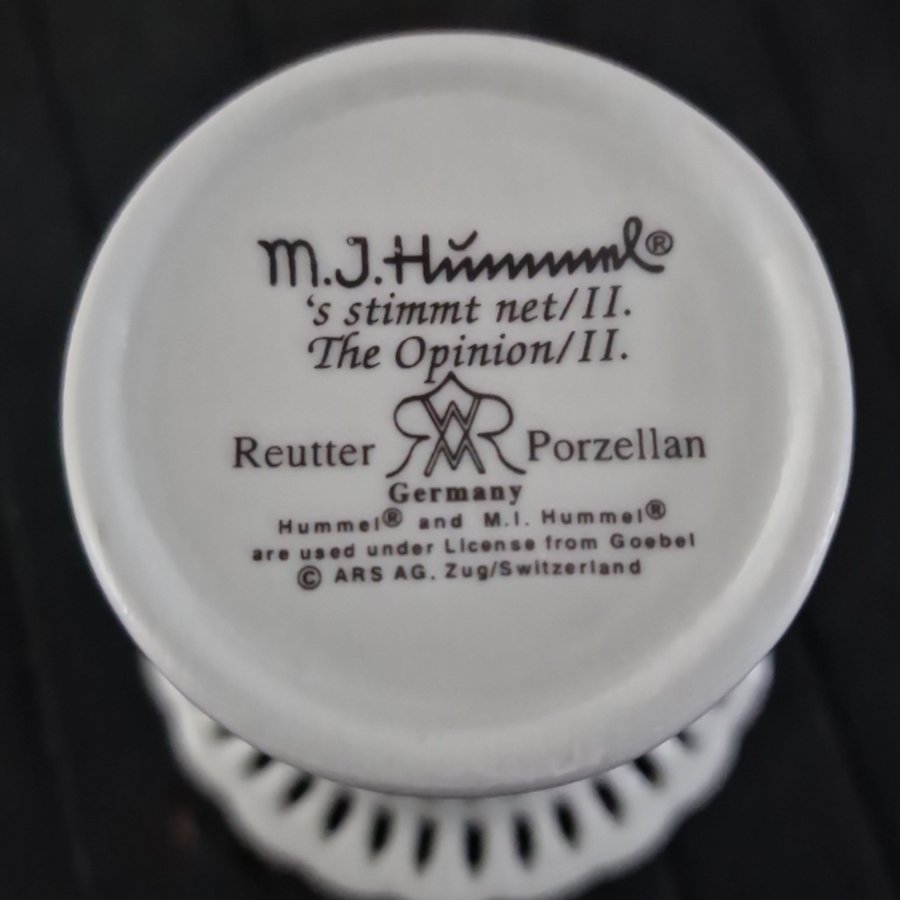 M.J.Hummel®
's stimmt net/II.
The Opinion/II.
Reutter Porzellan
Germany
Hummel® and M.I. Hummel®
are used under License from Goebel
© ARS AG. Zug/Switzerland